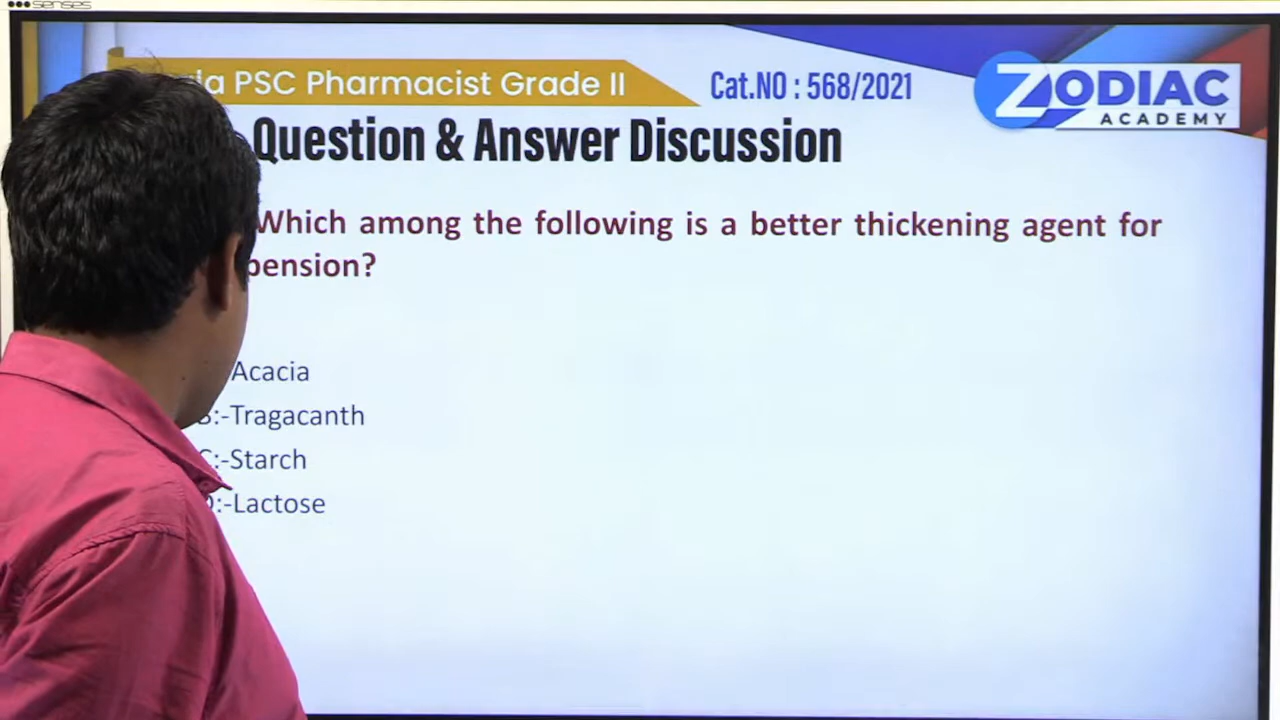 senses
PSC Pharmacist Grade II
Cat.NO : 568/2021
ZODIAC
ACADEMY
Question & Answer Discussion
Which among the following is a better thickening agent for
pension?
Acacia
B:-Tragacanth
C:-Starch
D:-Lactose